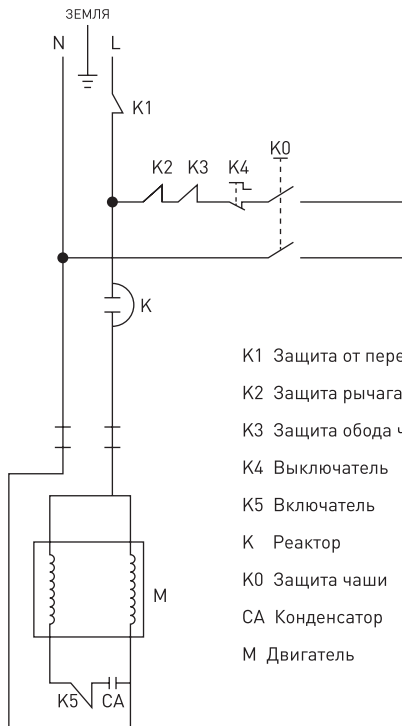 ЗЕМЛЯ
N L
K1
K2 K3 K4 K0
K
K1 Защита от пере
K2 Защита рычага
K3 Защита обода
K4 Выключатель
K5 Включатель
K Реактор
K0 Защита чаши
CA Конденсатор
M Двигатель
M
K5 CA